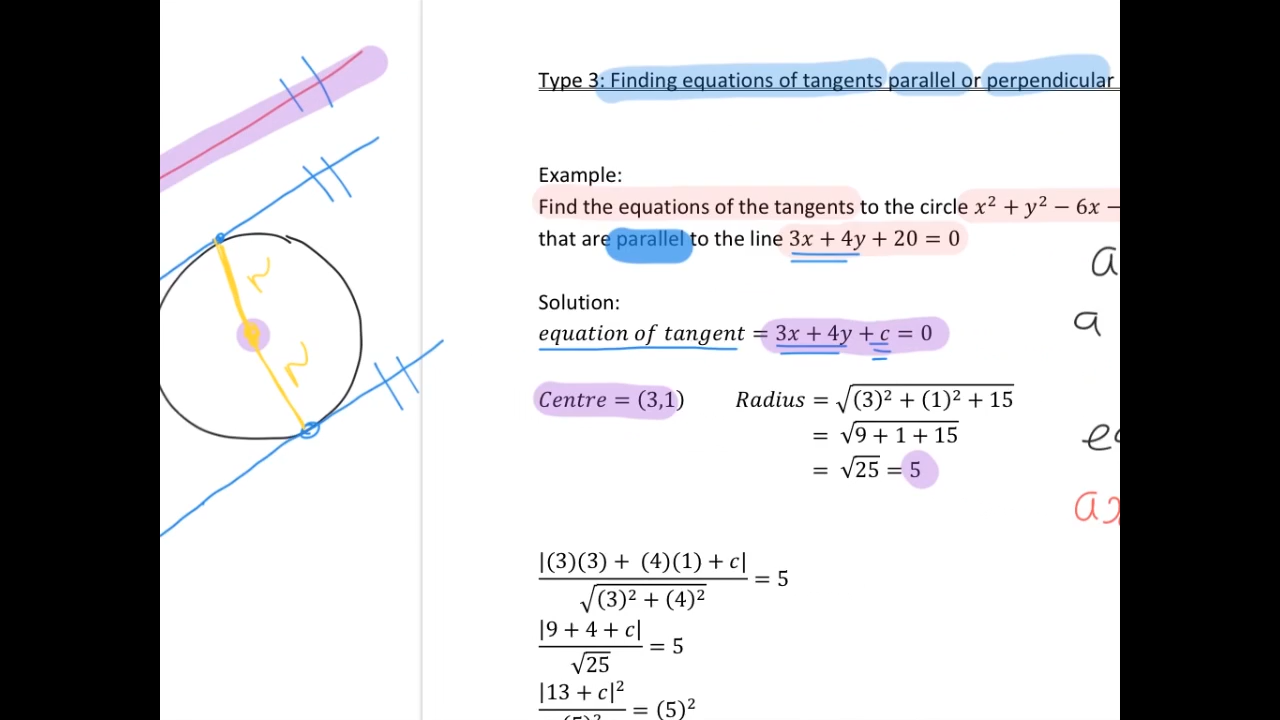 Type 3: Finding equations of tangents parallel or perpendicular
Example:
Find the equations of the tangents to the circle x² + y² − 6x −
that are parallel to the line 3x + 4y + 20 = 0
Solution:
equation of tangent = 3x + 4y + c = 0
Centre = (3,1) Radius = √((3)² + (1)² + 15)
= √(9 + 1 + 15)
= √25 = 5
|(3)(3) + (4)(1) + c| / √((3)² + (4)²) = 5
|9 + 4 + c| / √25 = 5
|13 + c|² / (5)² = (5)²
r
r
a
a
ax